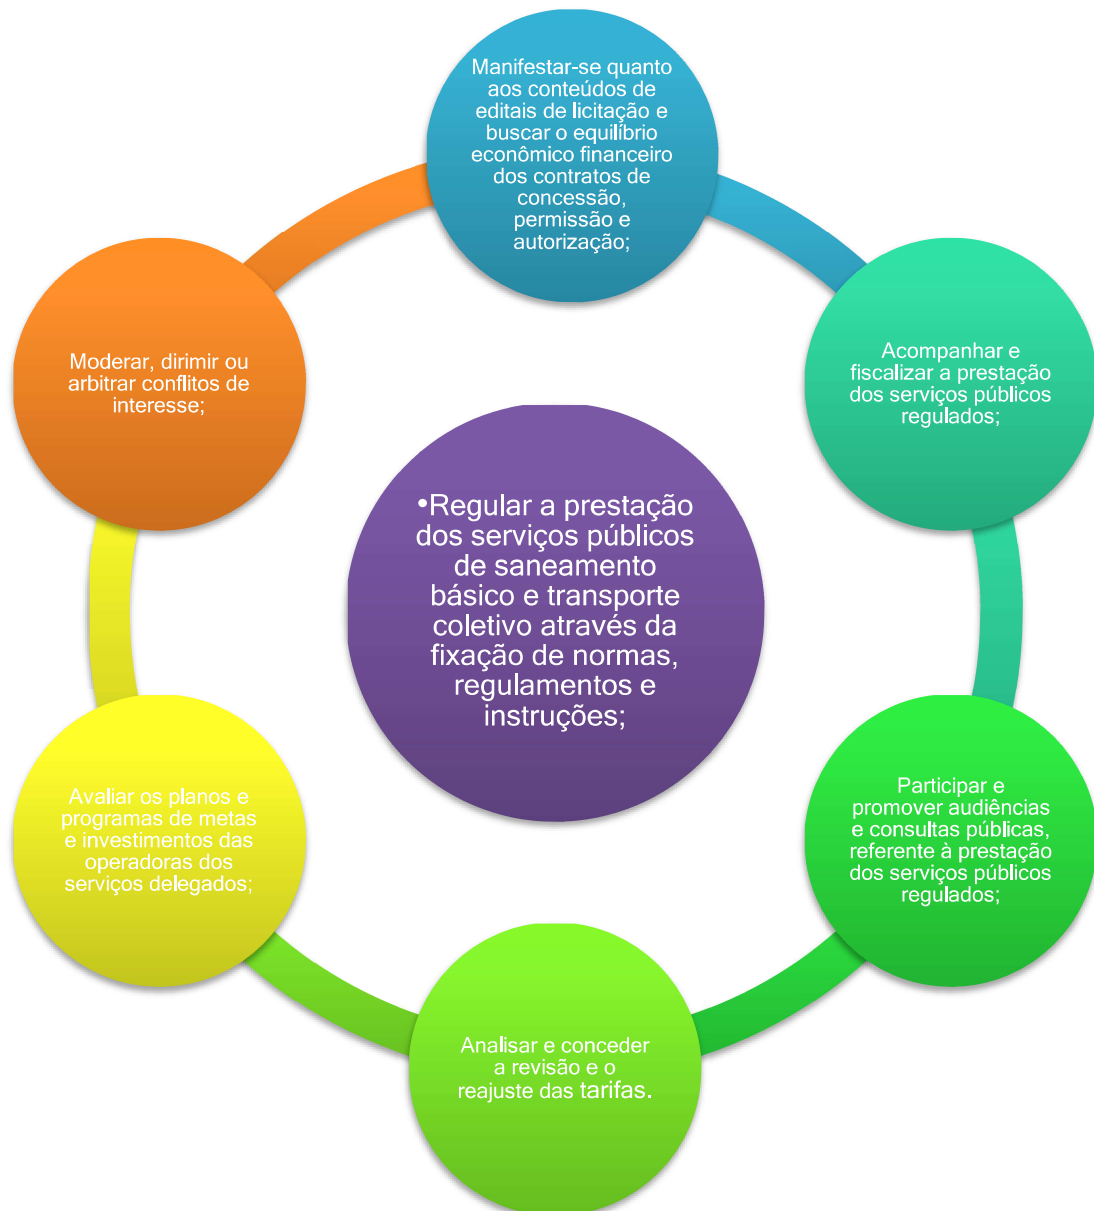 Manifestar-se quanto
aos conteúdos de
editais de licitação e
buscar o equilíbrio
econômico financeiro
dos contratos de
concessão,
permissão e
autorização;
Acompanhar e
fiscalizar a prestação
dos serviços públicos
regulados;
Participar e
promover audiências
e consultas públicas,
referente à prestação
dos serviços públicos
regulados;
Analisar e conceder
a revisão e o
reajuste das tarifas.
Avaliar os planos e
programas de metas
e investimentos das
operadoras dos
serviços delegados;
Moderar, dirimir ou
arbitrar conflitos de
interesse;
•Regular a prestação
dos serviços públicos
de saneamento
básico e transporte
coletivo através da
fixação de normas,
regulamentos e
instruções;